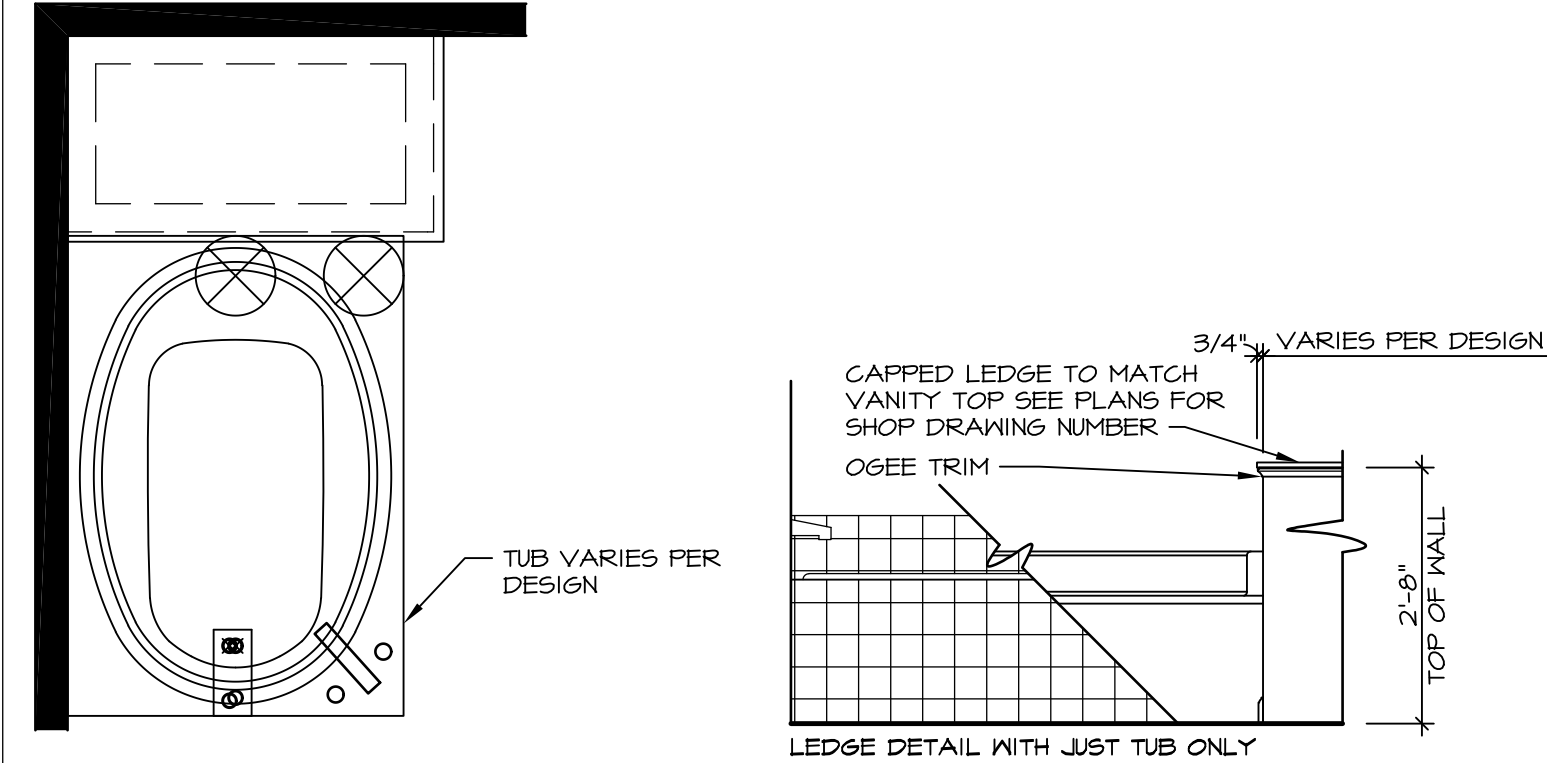 3/4" VARIES PER DESIGN
CAPPED LEDGE TO MATCH
VANITY TOP SEE PLANS FOR
SHOP DRAWING NUMBER
OGEE TRIM
TUB VARIES PER
DESIGN
2'-8"
TOP OF WALL
LEDGE DETAIL WITH JUST TUB ONLY